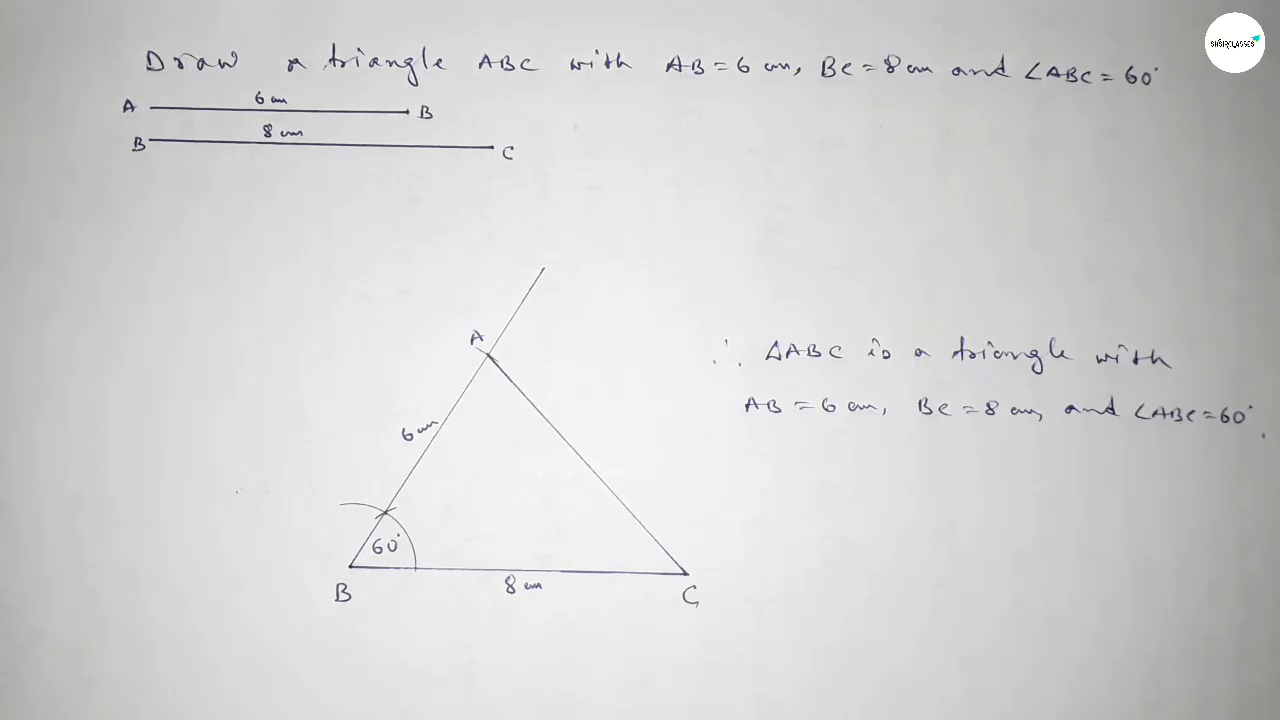 Draw a triangle ABC with AB = 6 cm, BC = 8 cm and ∠ABC = 60°
SHISIRCLASSES
A 6 cm B
B 8 cm C
A
6 cm
60°
B 8 cm C
∴ ΔABC is a triangle with
AB = 6 cm, BC = 8 cm, and ∠ABC = 60°.